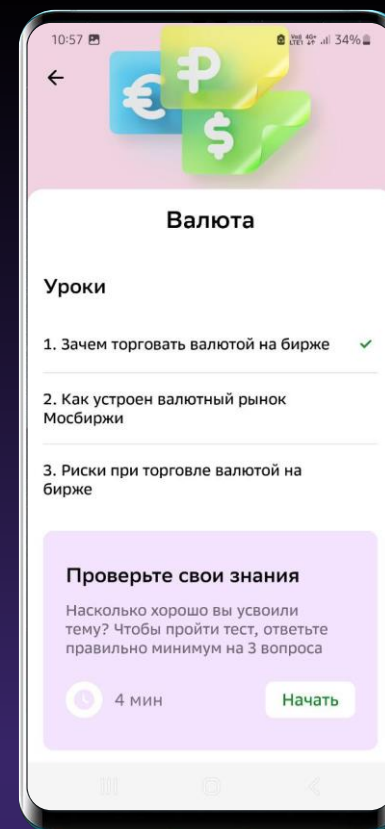 10:57
VoЯ 4G+ 34%
€ ₽ $
Валюта
Уроки
1. Зачем торговать валютой на бирже
2. Как устроен валютный рынок
Мосбиржи
3. Риски при торговле валютой на
бирже
Проверьте свои знания
Насколько хорошо вы усвоили
тему? Чтобы пройти тест, ответьте
правильно минимум на 3 вопроса
4 мин
Начать